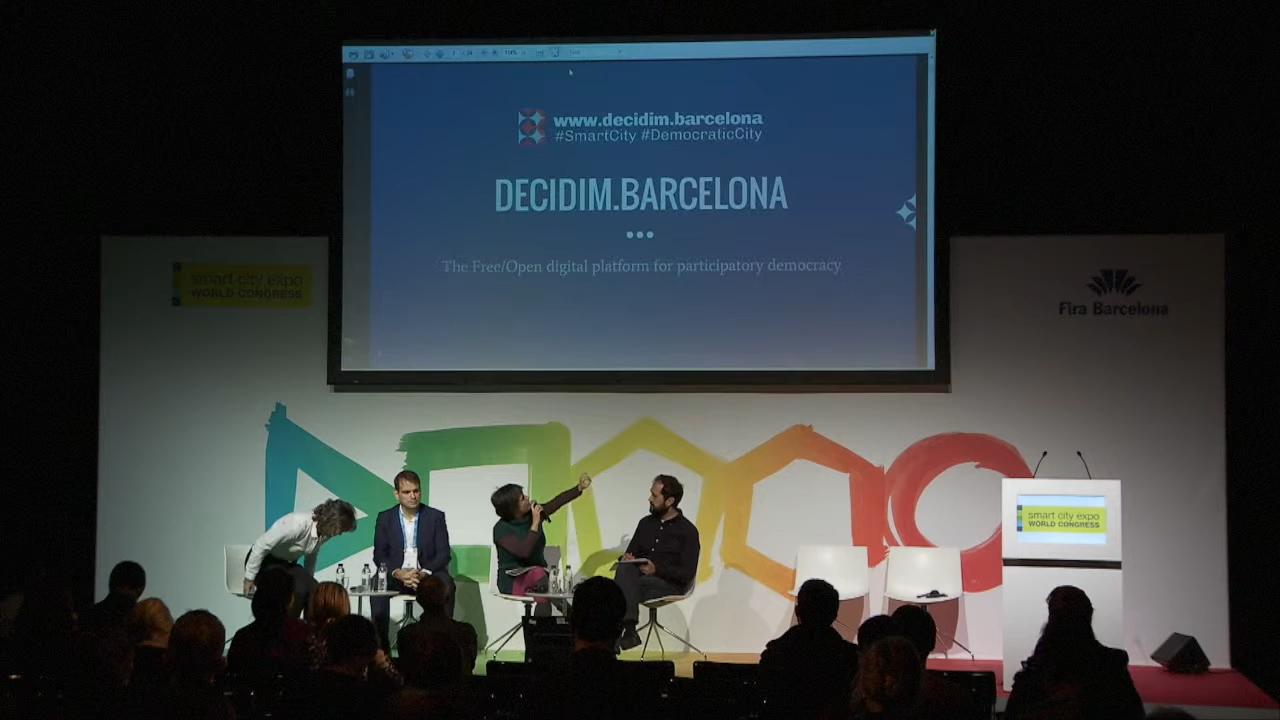 www.decidim.barcelona
#SmartCity #DemocraticCity
DECIDIM.BARCELONA
The Free/Open digital platform for participatory democracy
smart city expo
WORLD CONGRESS
Fira Barcelona
smart city expo
WORLD CONGRESS